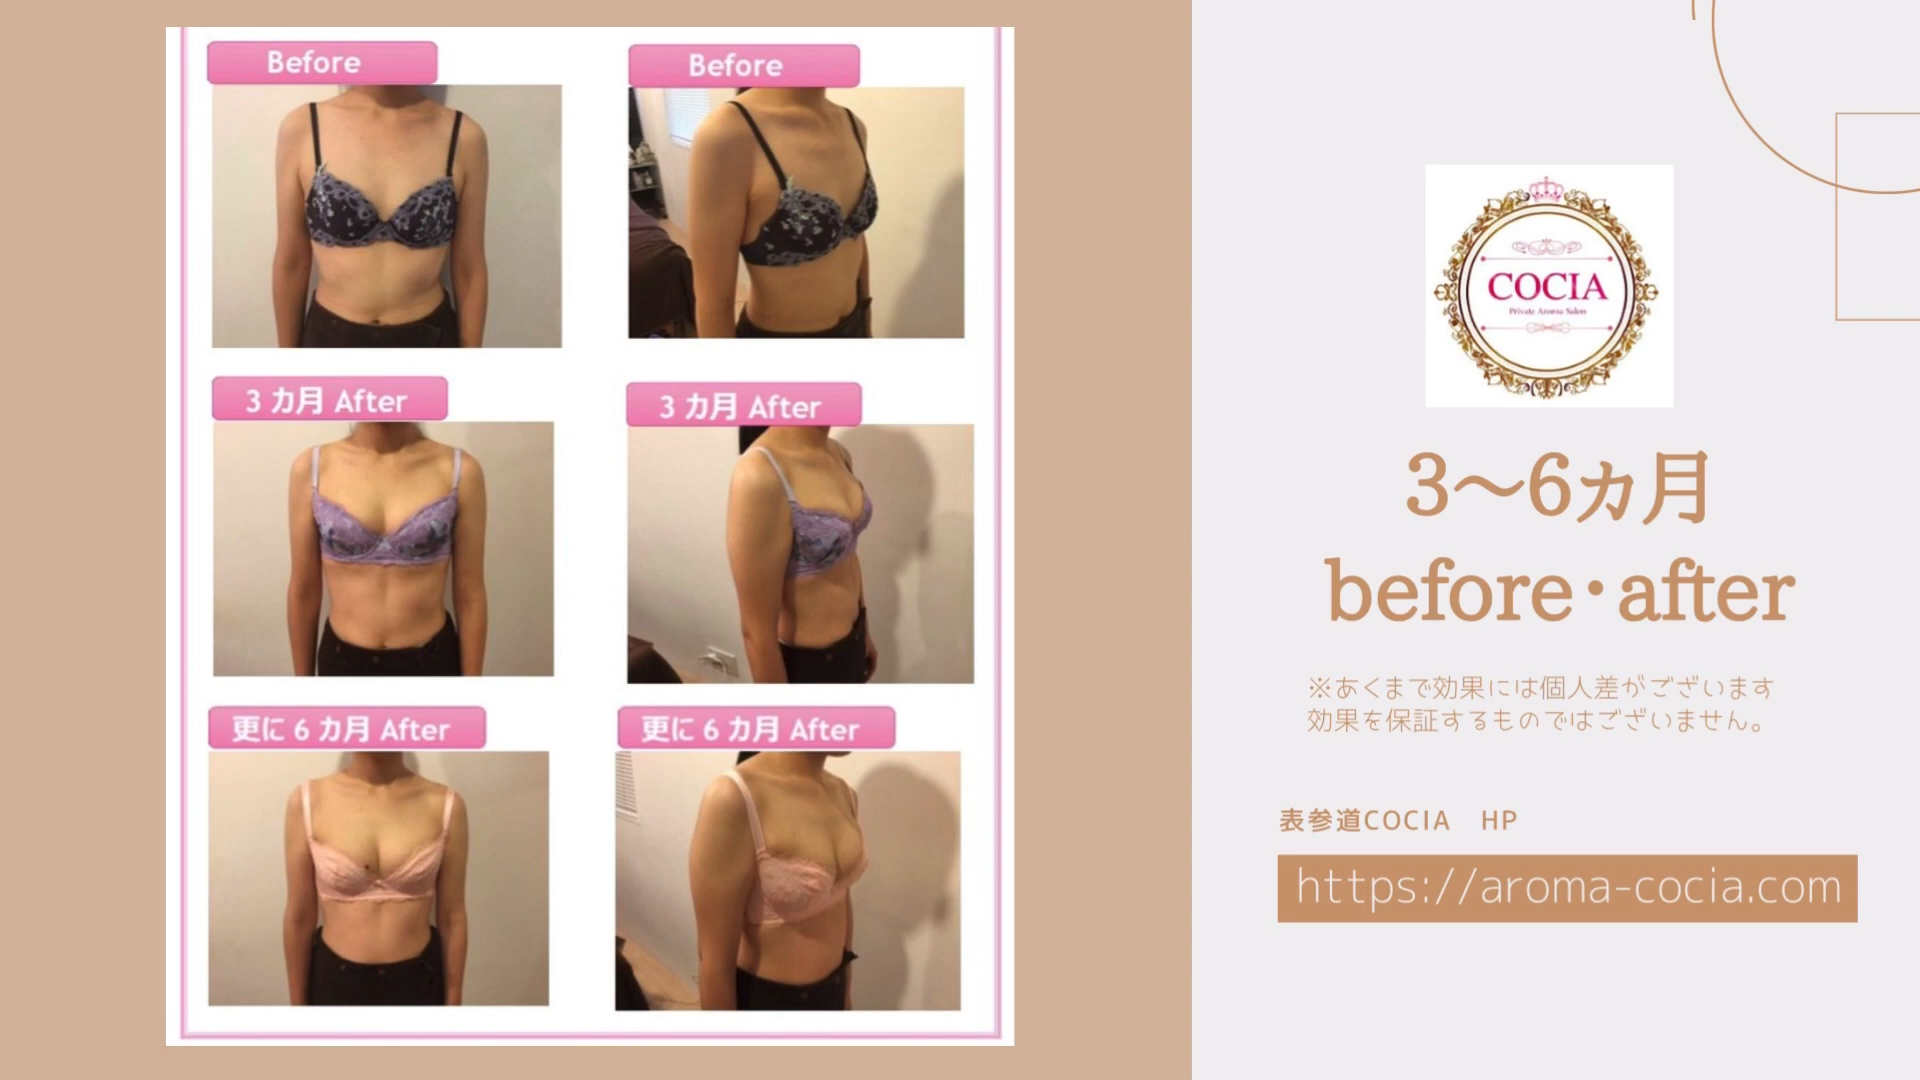 Before
Before
3 カ月 After
3 カ月 After
更に 6 カ月 After
更に 6 カ月 After
COCIA
Private Aroma Salon
3〜6ヵ月
before・after
※あくまで効果には個人差がございます
効果を保証するものではございません。
表参道COCIA HP
https://aroma-cocia.com